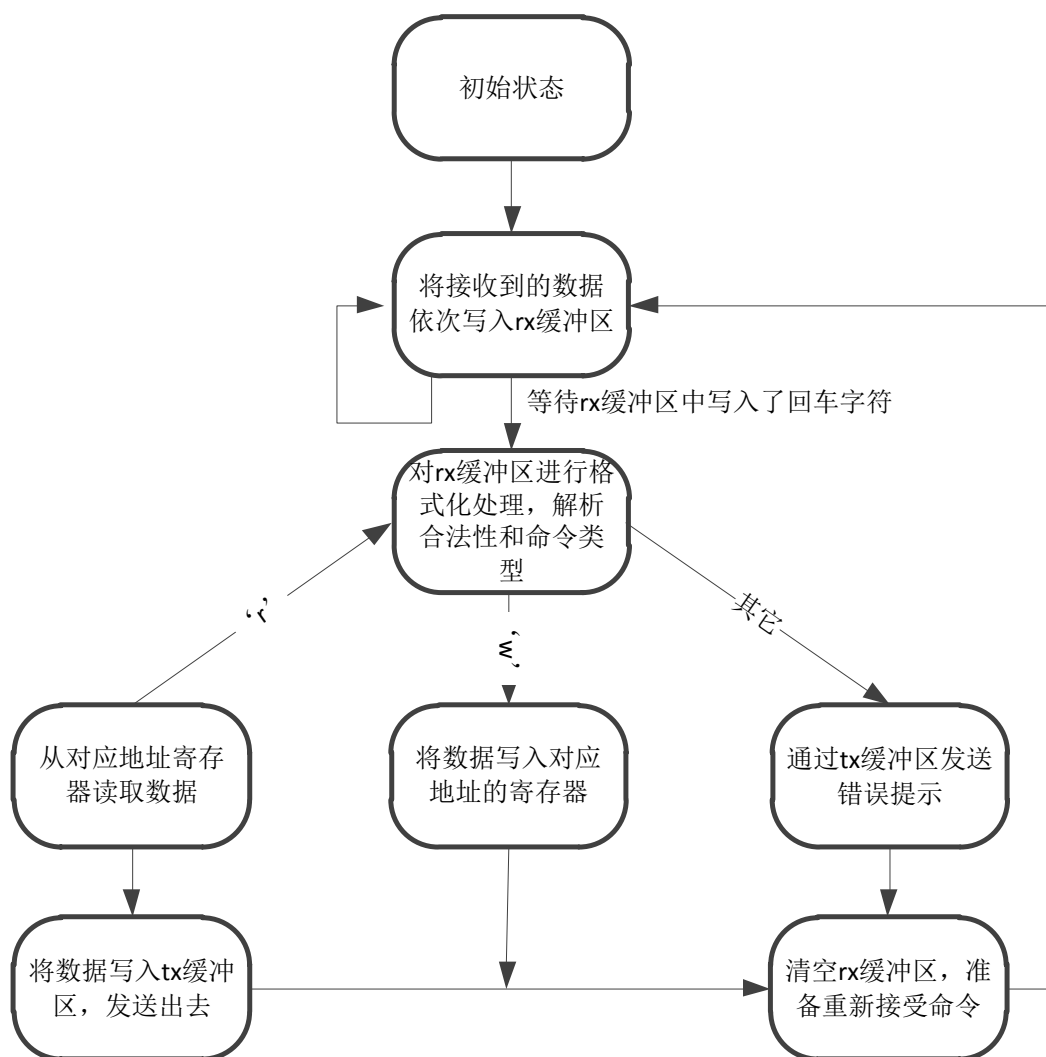 初始状态
将接收到的数据
依次写入rx缓冲区
等待rx缓冲区中写入了回车字符
对rx缓冲区进行格
式化处理，解析
合法性和命令类
型
‘r’
‘w’
其它
从对应地址寄存
器读取数据
将数据写入对应
地址的寄存器
通过tx缓冲区发送
错误提示
将数据写入tx缓冲
区，发送出去
清空rx缓冲区，准
备重新接受命令